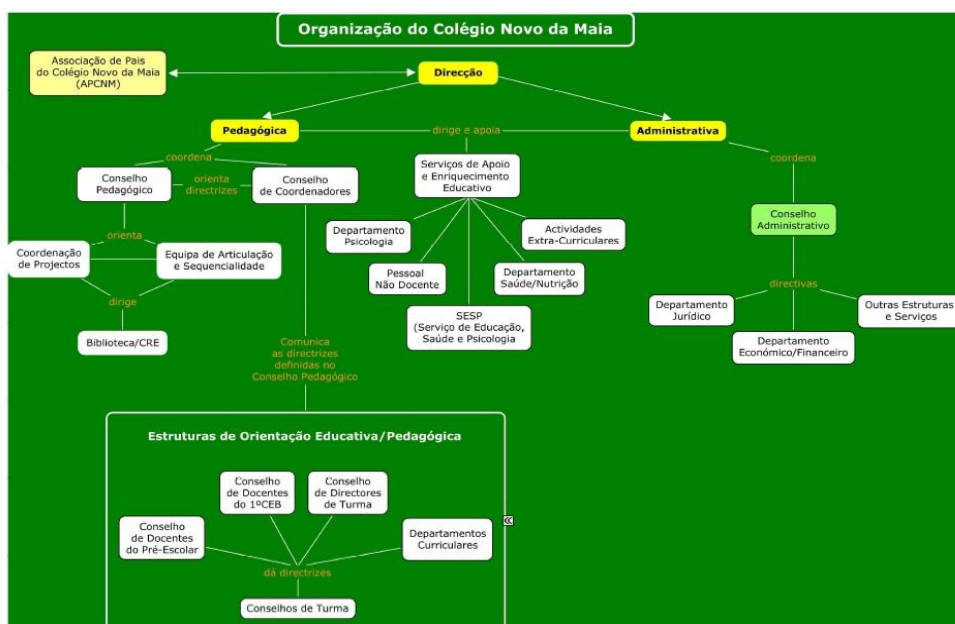 Organização do Colégio Novo da Maia
Associação de Pais
do Colégio Novo da Maia
(APCNM)
Direcção
Pedagógica
dirige e apoia
Administrativa
coordena
coordena
Conselho
Pedagógico
orienta
directrizes
Conselho
de Coordenadores
Serviços de Apoio
e Enriquecimento
Educativo
Conselho
Administrativo
orienta
Departamento
Psicologia
Actividades
Extra-Curriculares
Coordenação
de Projectos
Equipa de Articulação
e Sequencialidade
Pessoal
Não Docente
Departamento
Saúde/Nutrição
directivas
dirige
SESP
(Serviço de Educação,
Saúde e Psicologia)
Departamento
Jurídico
Outras Estruturas
e Serviços
Biblioteca/CRE
Departamento
Económico/Financeiro
Comunica
as directrizes
definidas no
Conselho Pedagógico
Estruturas de Orientação Educativa/Pedagógica
Conselho
de Docentes
do 1ºCEB
Conselho
de Directores
de Turma
Conselho
de Docentes
do Pré-Escolar
Departamentos
Curriculares
dá directrizes
Conselhos de Turma